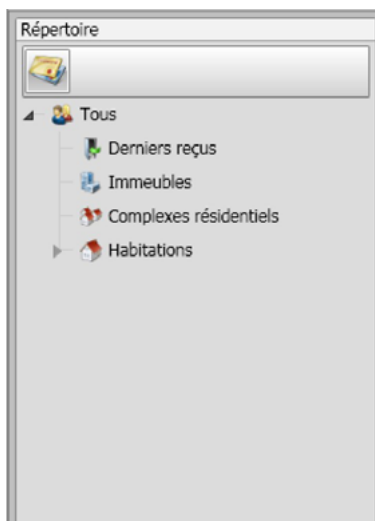 Répertoire
Tous
Derniers reçus
Immeubles
Complexes résidentiels
Habitations